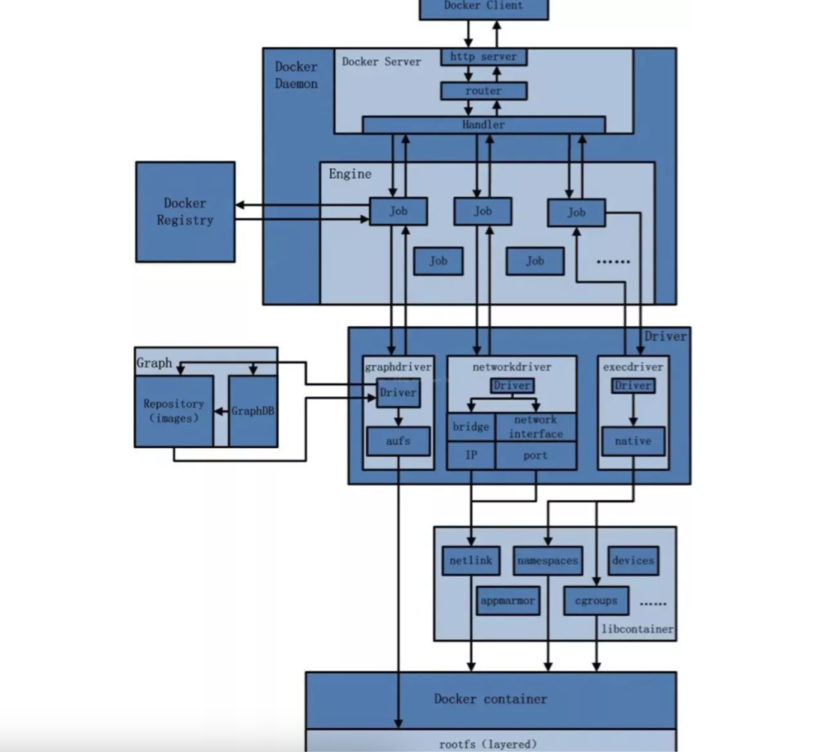 Docker Client
Docker
Daemon
Docker Server
http server
router
Handler
Engine
Docker
Registry
Job
Job
Job
Job
Job
......
Driver
Graph
Repository
(images)
GraphDB
graphdriver
Driver
aufs
networkdriver
Driver
bridge
network
interface
IP
port
execdriver
Driver
native
netlink
namespaces
devices
appmarmor
cgroups
......
libcontainer
Docker container
rootfs (layered)